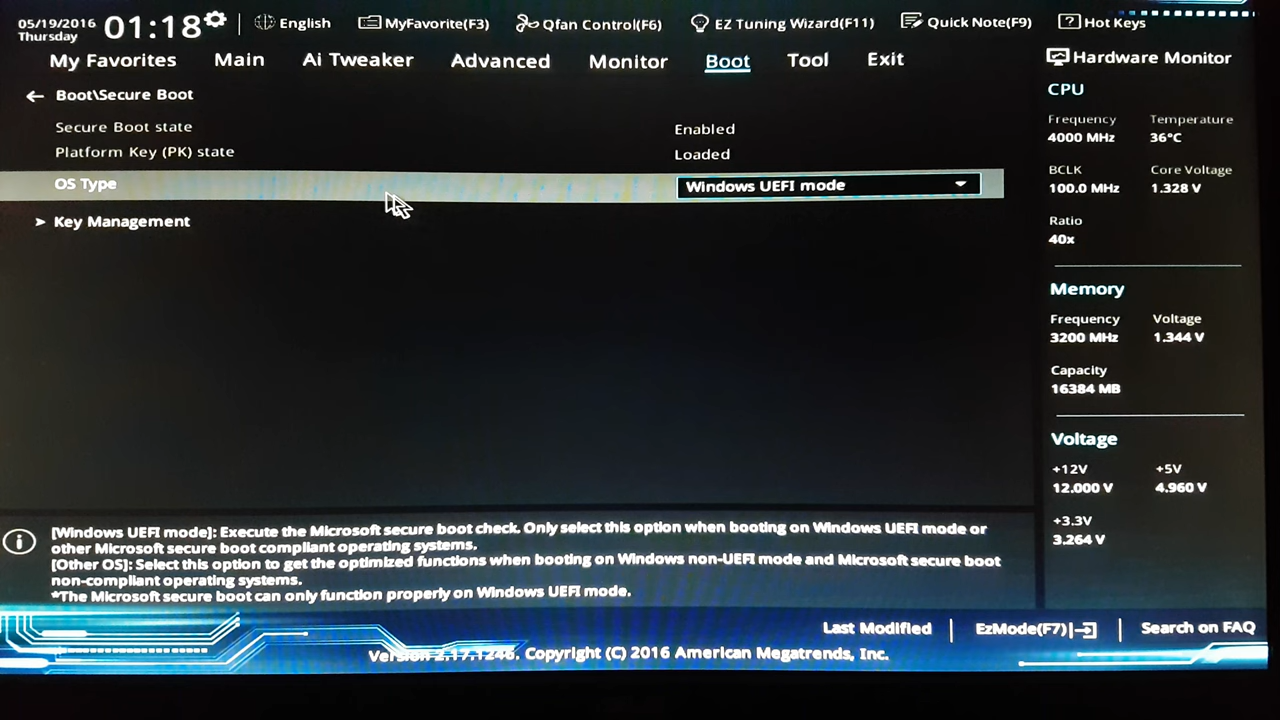 05/19/2016 Thursday 01:18 English MyFavorite(F3) Qfan Control(F6) EZ Tuning Wizard(F11) Quick Note(F9) ? Hot Keys
My Favorites Main Ai Tweaker Advanced Monitor Boot Tool Exit
Boot\Secure Boot
Secure Boot state Enabled
Platform Key (PK) state Loaded
OS Type Windows UEFI mode
Key Management
Hardware Monitor
CPU
Frequency Temperature
4000 MHz 36°C
BCLK Core Voltage
100.0 MHz 1.328 V
Ratio
40x
Memory
Frequency Voltage
3200 MHz 1.344 V
Capacity
16384 MB
Voltage
+12V +5V
12.000 V 4.960 V
+3.3V
3.264 V
[Windows UEFI mode]: Execute the Microsoft secure boot check. Only select this option when booting on Windows UEFI mode or
other Microsoft secure boot compliant operating systems.
[Other OS]: Select this option to get the optimized functions when booting on Windows non-UEFI mode and Microsoft secure boot
non-compliant operating systems.
*The Microsoft secure boot can only function properly on Windows UEFI mode.
Last Modified EzMode(F7) Search on FAQ
Version 2.17.1246. Copyright (C) 2016 American Megatrends, Inc.